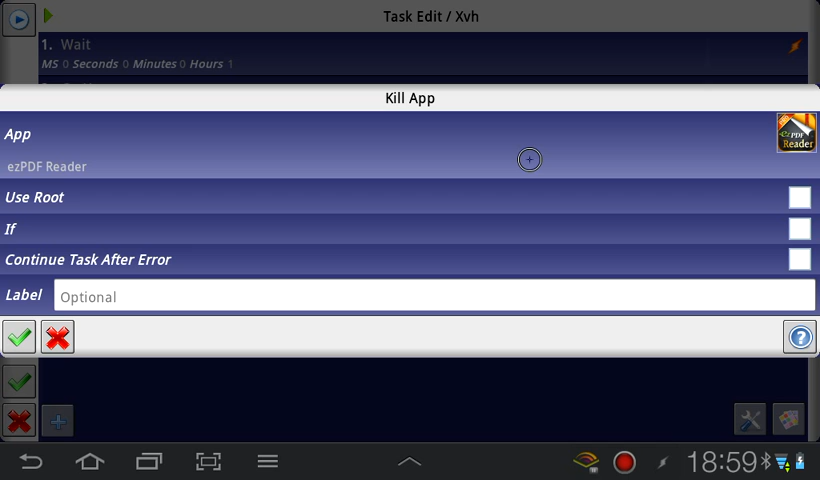 Task Edit / Xvh
1. Wait
MS 0 Seconds 0 Minutes 0 Hours 1
Kill App
App
ezPDF Reader
ezPDF
Reader
Use Root
If
Continue Task After Error
Label Optional
18:59